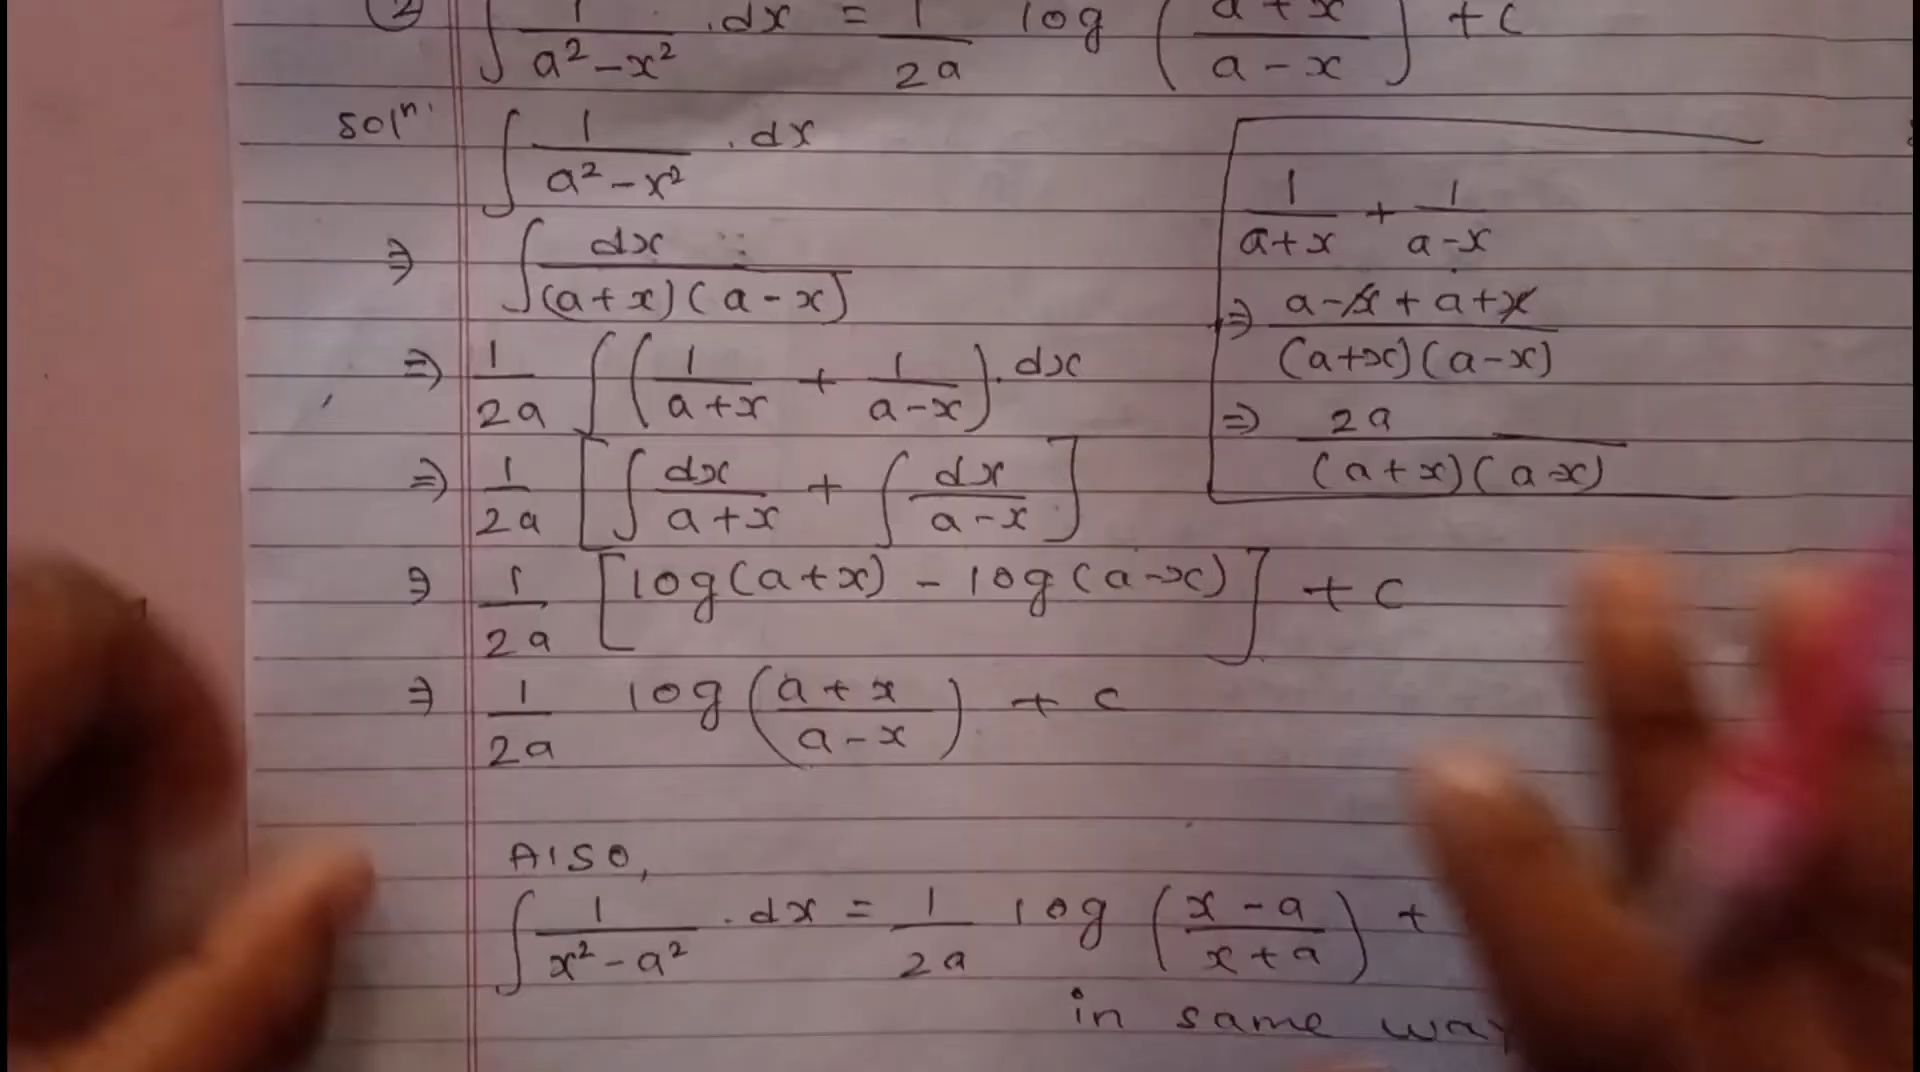 ② ∫ 1/(a²-x²) .dx = 1/2a log ((a+x)/(a-x)) + c
solⁿ. ∫ 1/(a²-x²) .dx
⇒ ∫ dx/((a+x)(a-x))
⇒ 1/2a ∫ (1/(a+x) + 1/(a-x)).dx
⇒ 1/2a [∫ dx/(a+x) + ∫ dx/(a-x)]
⇒ 1/2a [log(a+x) - log(a-x)] + c
⇒ 1/2a log ((a+x)/(a-x)) + c
1/(a+x) + 1/(a-x)
⇒ (a-x+a+x)/((a+x)(a-x))
⇒ 2a/((a+x)(a-x))
Also,
∫ 1/(x²-a²) .dx = 1/2a log ((x-a)/(x+a)) +
in same way